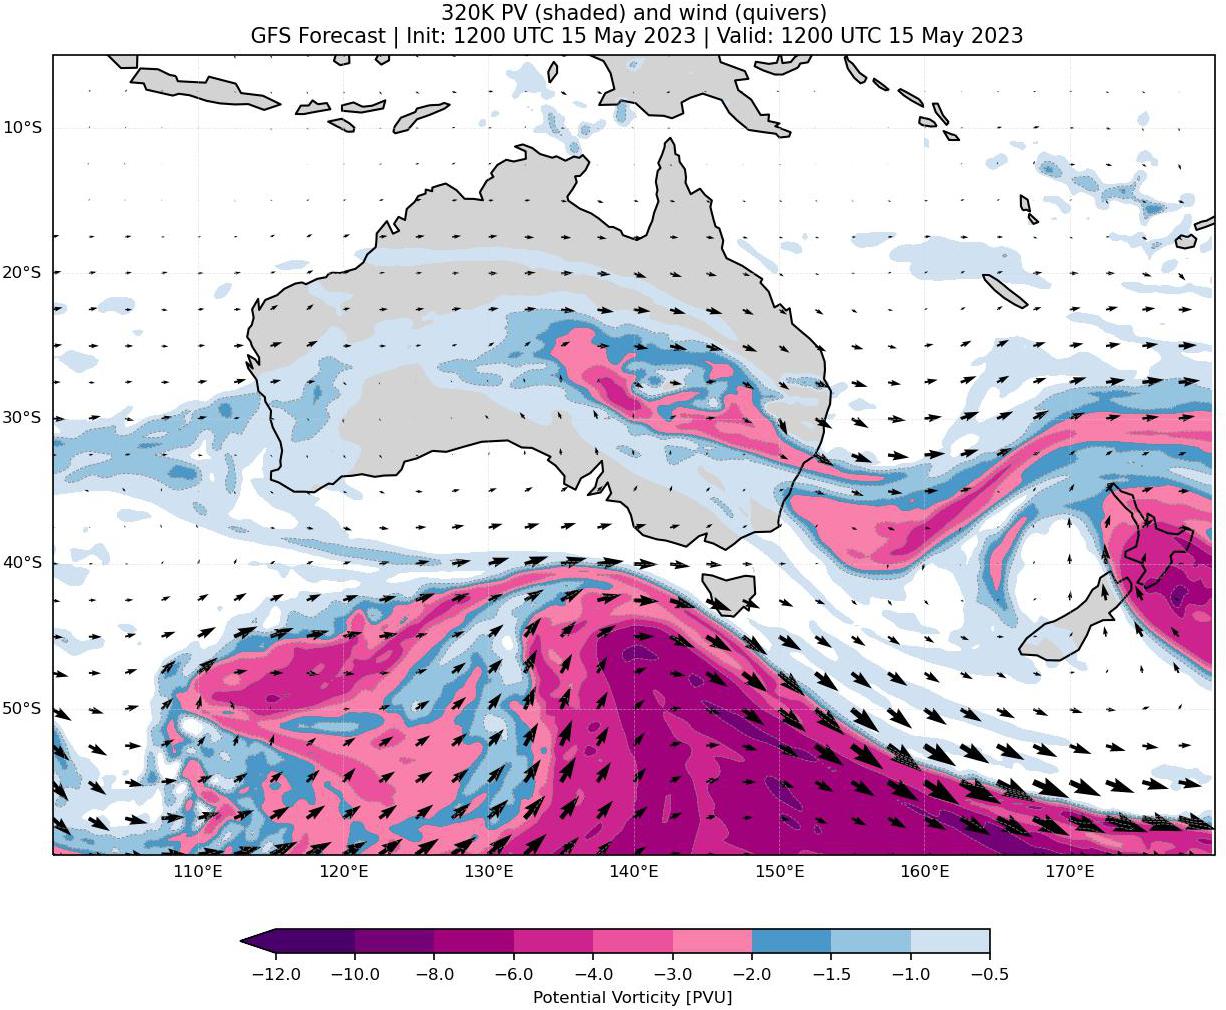 320K PV (shaded) and wind (quivers)
GFS Forecast | Init: 1200 UTC 15 May 2023 | Valid: 1200 UTC 15 May 2023
10°S
20°S
30°S
40°S
50°S
110°E 120°E 130°E 140°E 150°E 160°E 170°E
−12.0 −10.0 −8.0 −6.0 −4.0 −3.0 −2.0 −1.5 −1.0 −0.5
Potential Vorticity [PVU]